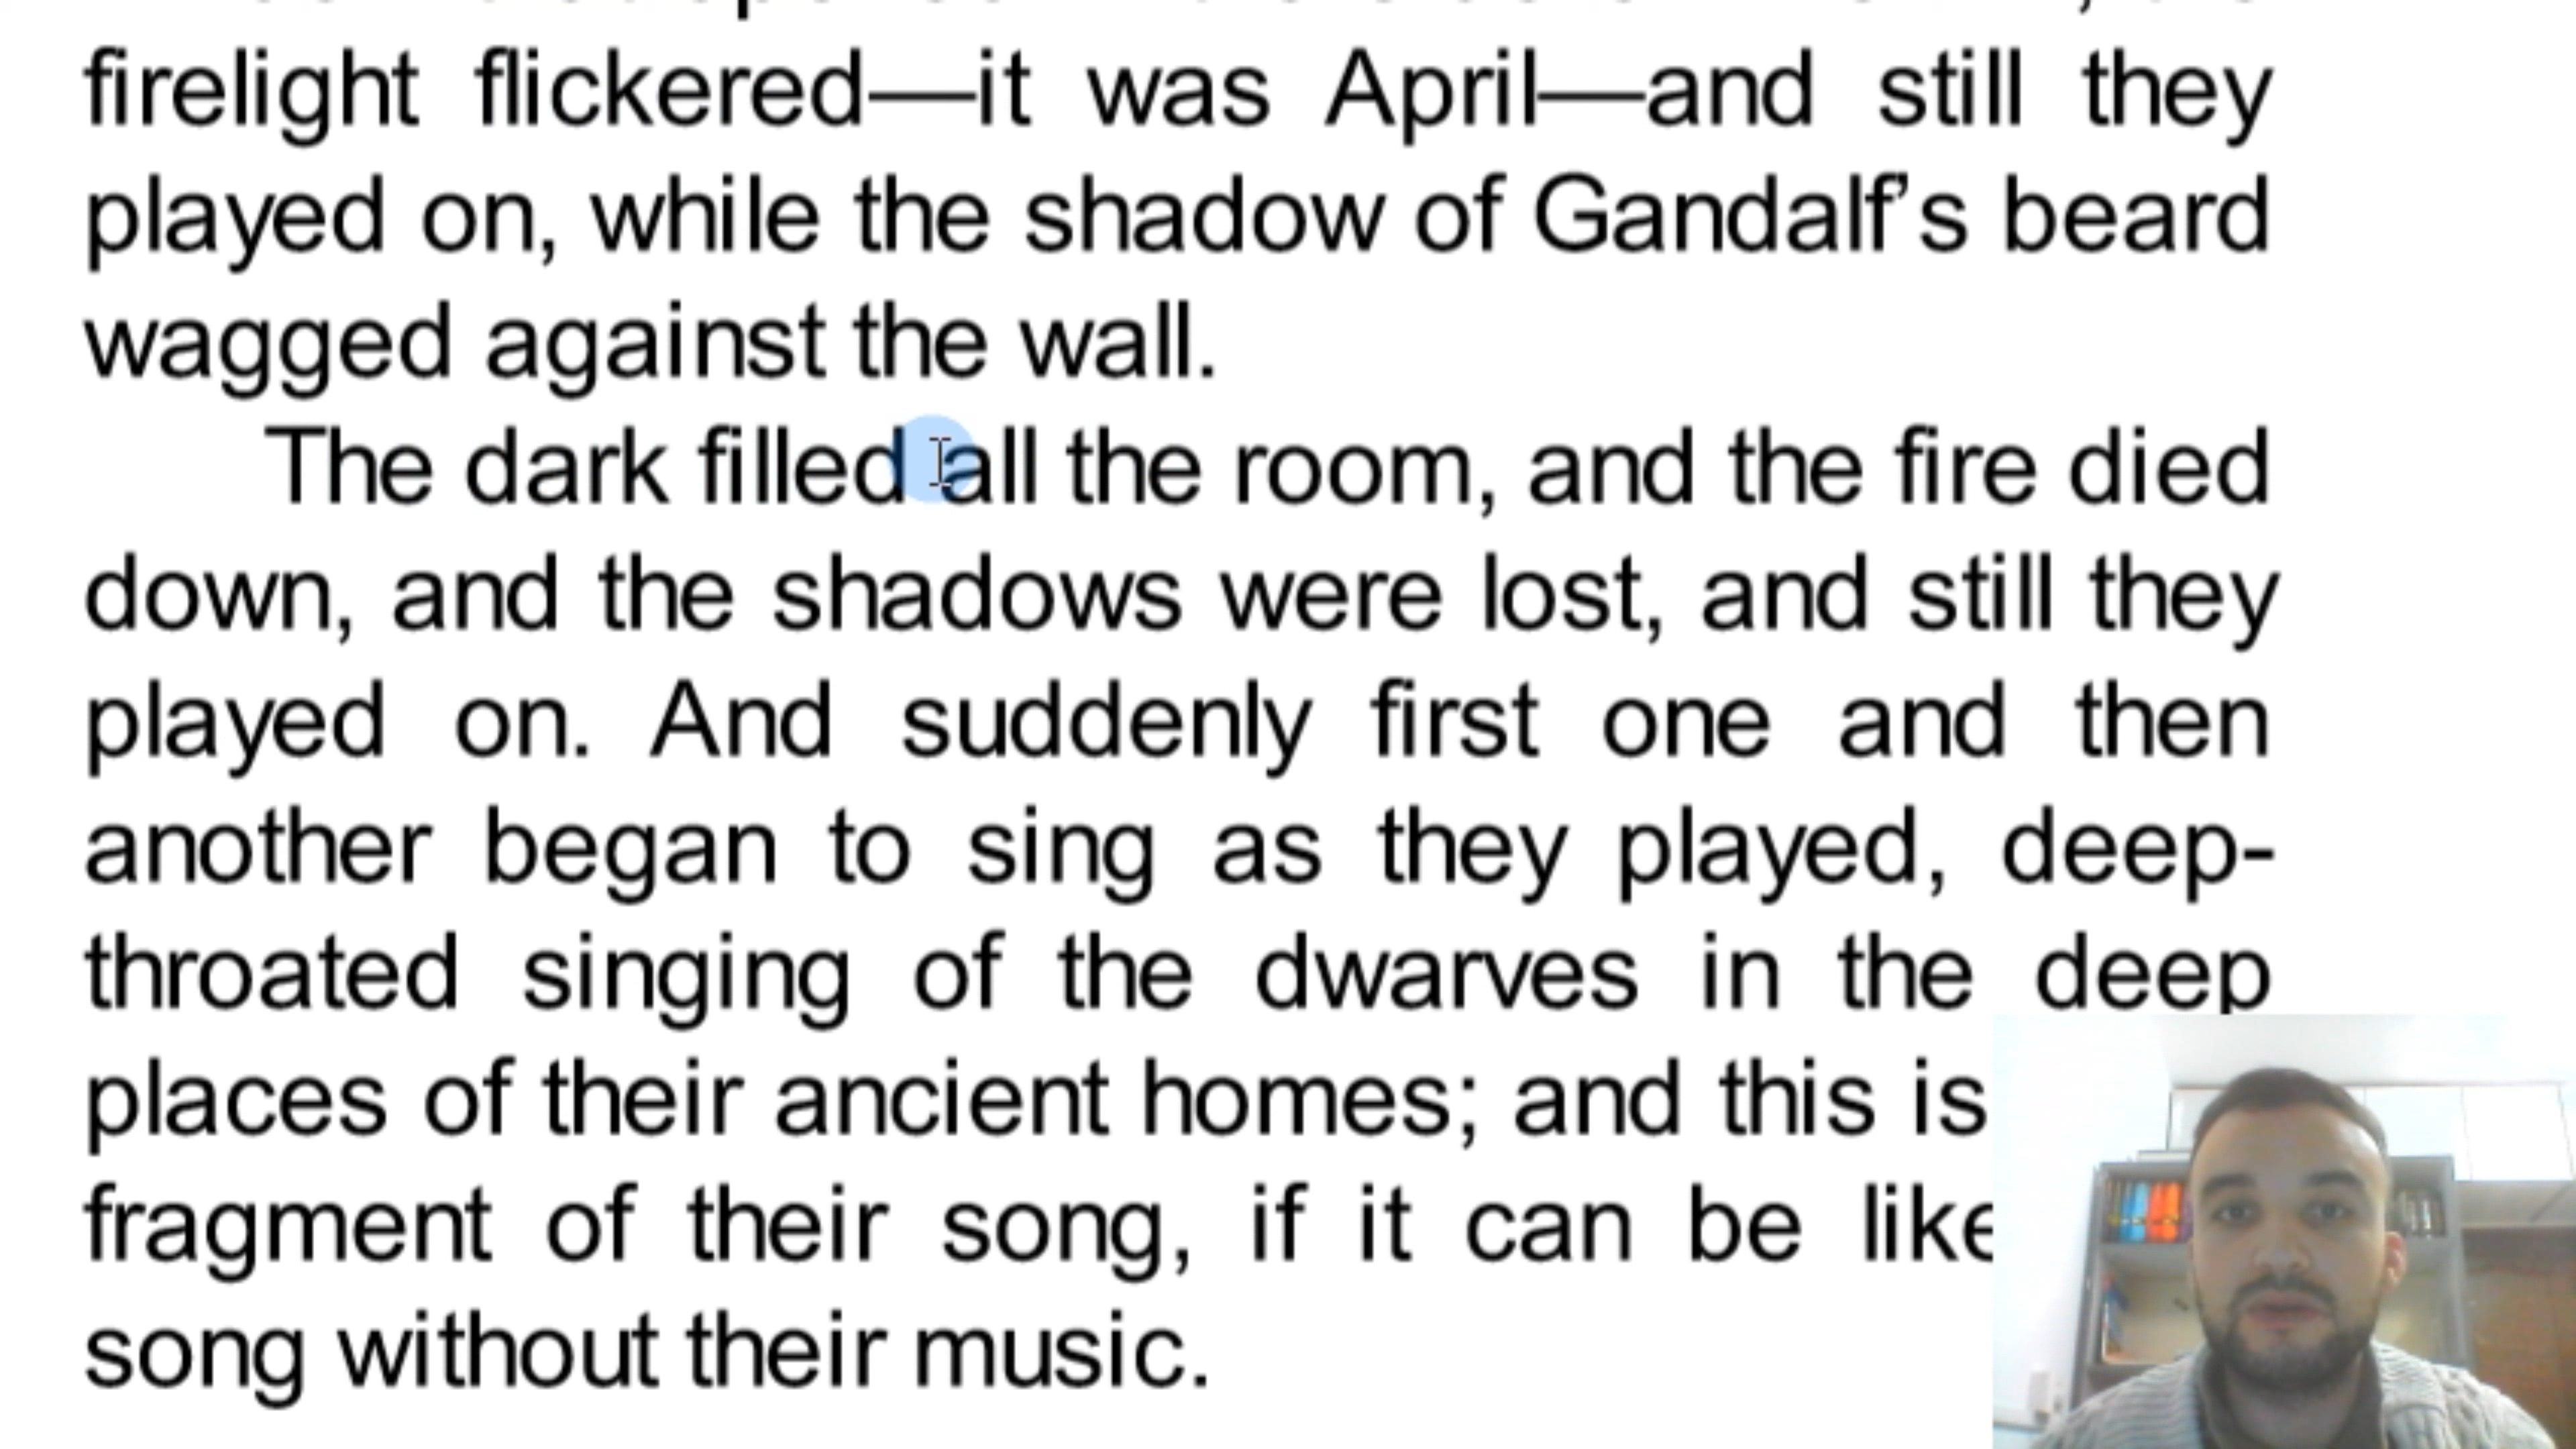 firelight flickered—it was April—and still they
played on, while the shadow of Gandalf’s beard
wagged against the wall.
The dark filled all the room, and the fire died
down, and the shadows were lost, and still they
played on. And suddenly first one and then
another began to sing as they played, deep-
throated singing of the dwarves in the deep
places of their ancient homes; and this is
fragment of their song, if it can be like
song without their music.